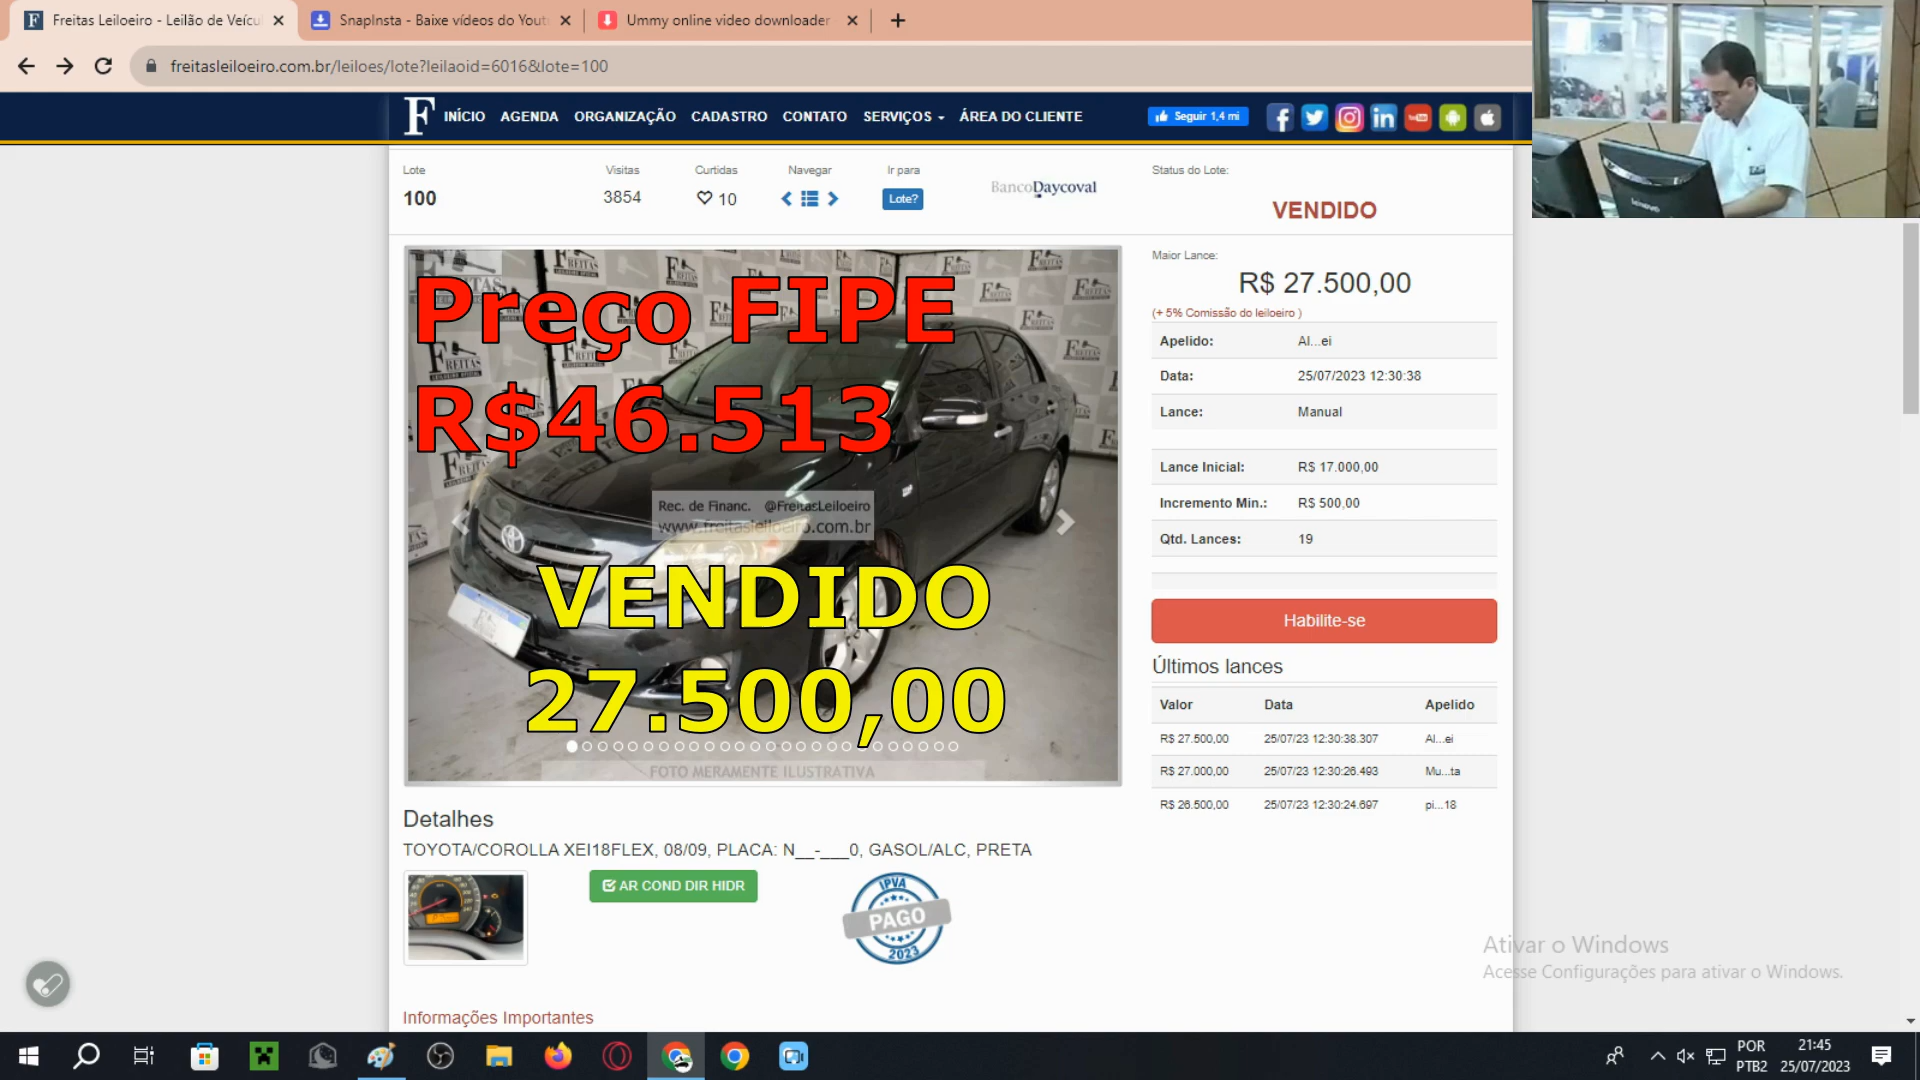 Freitas Leiloeiro - Leilão de Veícu
SnapInsta - Baixe vídeos do Yout
Ummy online video downloader
freitasleiloeiro.com.br/leiloes/lote?leilaoid=6016&lote=100
F INÍCIO AGENDA ORGANIZAÇÃO CADASTRO CONTATO SERVIÇOS ÁREA DO CLIENTE
Seguir 1,4 mi
Lote
100
Visitas
3854
Curtidas
10
Navegar
Ir para
Lote?
BancoDaycoval
Status do Lote:
VENDIDO
lenovo
Preço FIPE
R$46.513
Rec. de Financ. @FreitasLeiloeiro
www.freitasleiloeiro.com.br
VENDIDO
27.500,00
FOTO MERAMENTE ILUSTRATIVA
Maior Lance:
R$ 27.500,00
(+ 5% Comissão do leiloeiro )
Apelido: Al...ei
Data: 25/07/2023 12:30:38
Lance: Manual
Lance Inicial: R$ 17.000,00
Incremento Min.: R$ 500,00
Qtd. Lances: 19
Habilite-se
Últimos lances
Valor Data Apelido
R$ 27.500,00 25/07/23 12:30:38.307 Al...ei
R$ 27.000,00 25/07/23 12:30:26.493 Mu...ta
R$ 26.500,00 25/07/23 12:30:24.697 pi...18
Detalhes
TOYOTA/COROLLA XEI18FLEX, 08/09, PLACA: N__-___0, GASOL/ALC, PRETA
AR COND DIR HIDR
IPVA
PAGO
2023
Informações Importantes
Ativar o Windows
Acesse Configurações para ativar o Windows.
POR
PTB2
21:45
25/07/2023